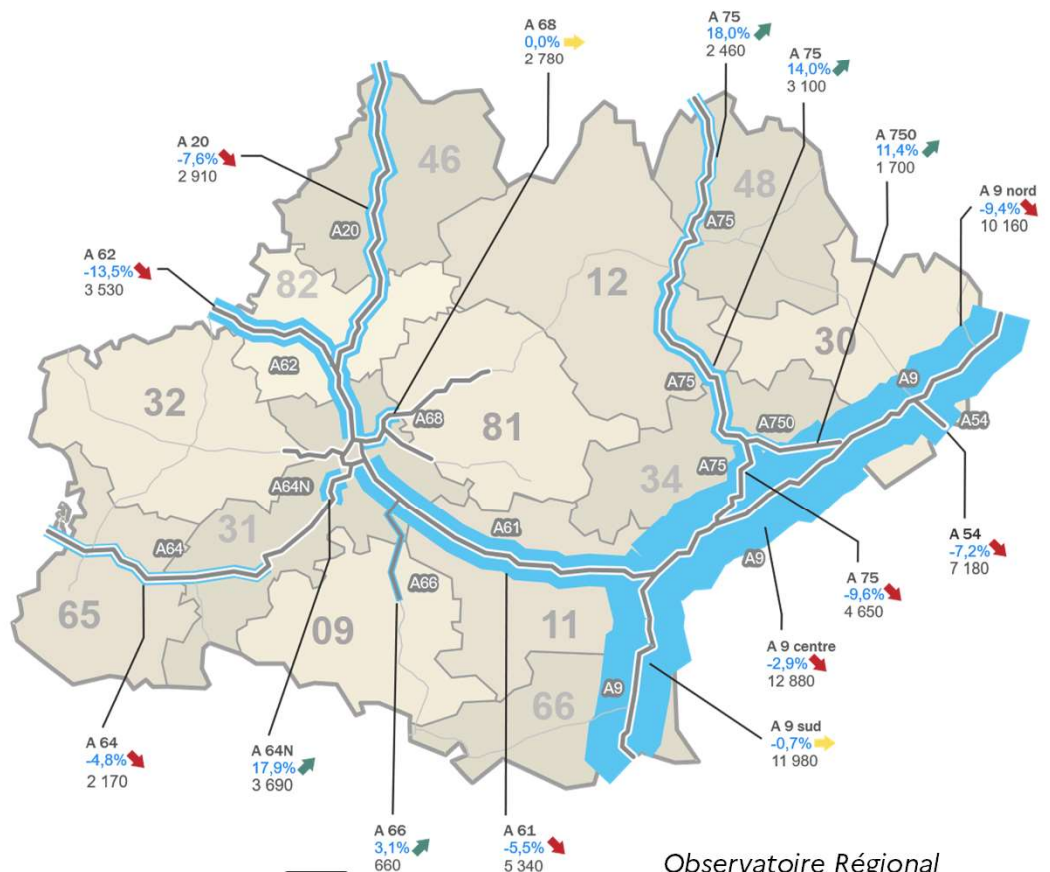 A 68
0,0%
2 780
A 75
18,0%
2 460
A 75
14,0%
3 100
A 750
11,4%
1 700
A 9 nord
-9,4%
10 160
A 20
-7,6%
2 910
A 62
-13,5%
3 530
46
48
A20
A75
82
12
30
A62
32
A68
81
A75
A750
A9
A54
A64N
34
A75
31
A61
A9
A64
A66
65
09
11
66
A9
A 54
-7,2%
7 180
A 75
-9,6%
4 650
A 9 centre
-2,9%
12 880
A 9 sud
-0,7%
11 980
A 64
-4,8%
2 170
A 64N
17,9%
3 690
A 66
3,1%
660
A 61
-5,5%
5 340
Observatoire Régional